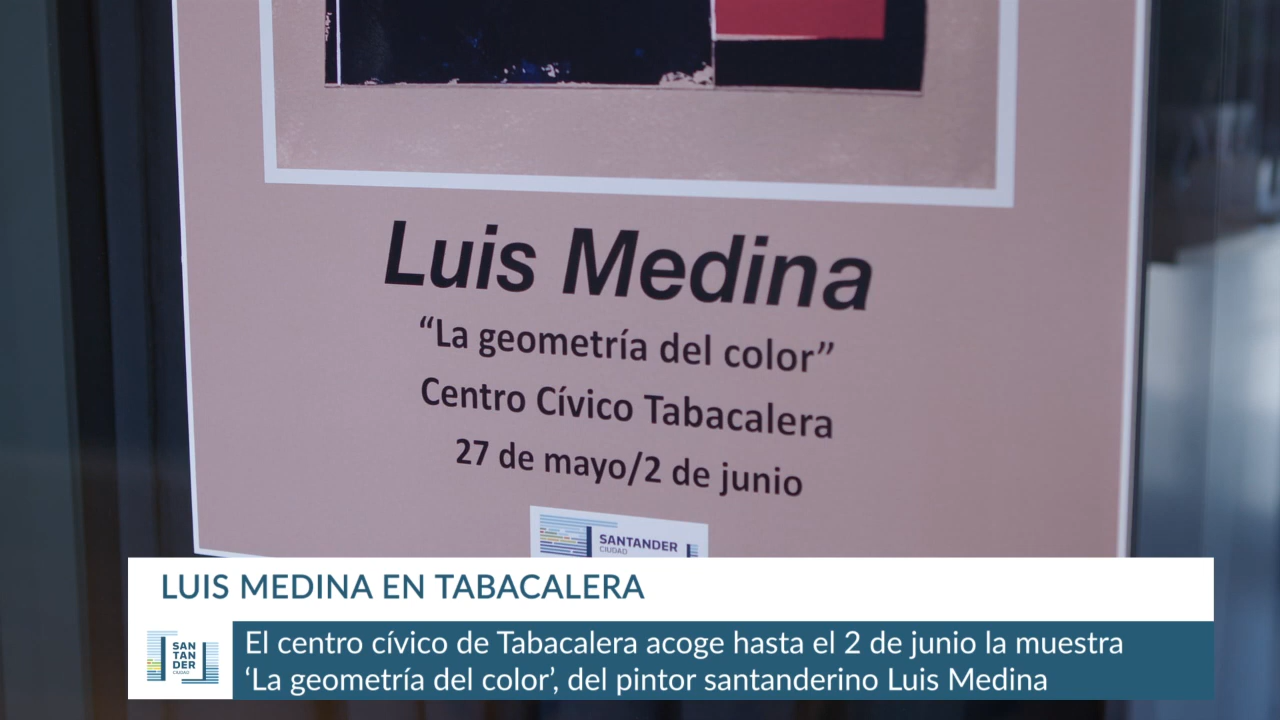 Luis Medina
“La geometría del color”
Centro Cívico Tabacalera
27 de mayo/2 de junio
SANTANDER
CIUDAD
LUIS MEDINA EN TABACALERA
SAN
TAN
DER
CIUDAD
El centro cívico de Tabacalera acoge hasta el 2 de junio la muestra
‘La geometría del color’, del pintor santanderino Luis Medina